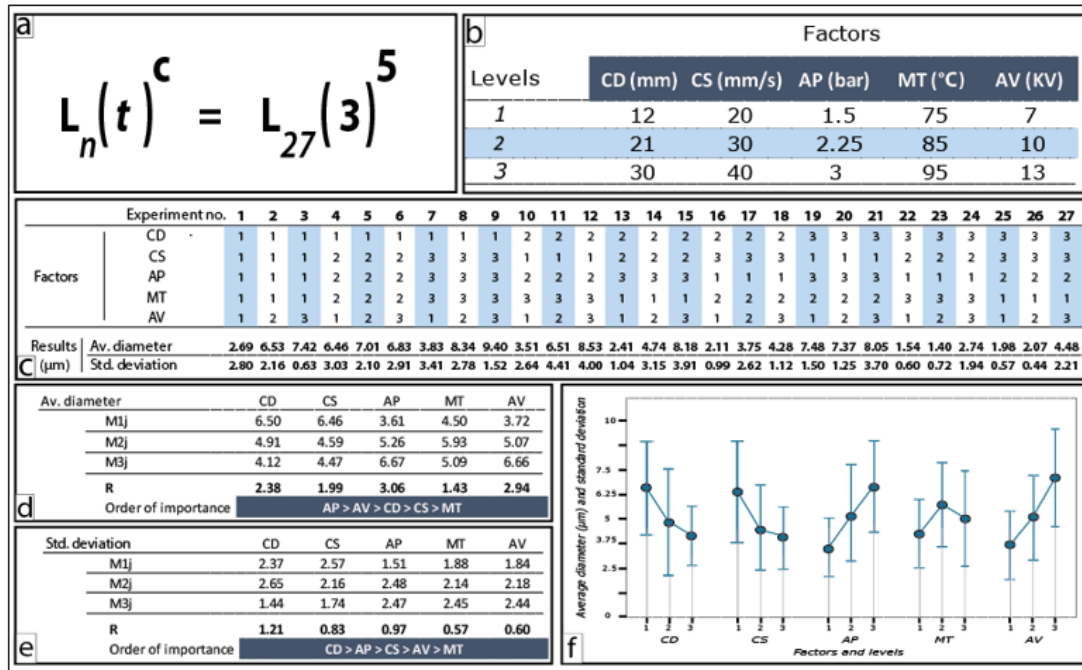 a
Lₙ(t)ᶜ = L₂₇(3)⁵
b
Factors
Levels CD (mm) CS (mm/s) AP (bar) MT (°C) AV (KV)
1 12 20 1.5 75 7
2 21 30 2.25 85 10
3 30 40 3 95 13
Experiment no. 1 2 3 4 5 6 7 8 9 10 11 12 13 14 15 16 17 18 19 20 21 22 23 24 25 26 27
Factors
CD 1 1 1 1 1 1 1 1 1 2 2 2 2 2 2 2 2 2 3 3 3 3 3 3 3 3 3
CS 1 1 1 2 2 2 3 3 3 1 1 1 2 2 2 3 3 3 1 1 1 2 2 2 3 3 3
AP 1 1 1 2 2 2 3 3 3 2 2 2 3 3 3 1 1 1 3 3 3 1 1 1 2 2 2
MT 1 1 1 2 2 2 3 3 3 3 3 3 1 1 1 2 2 2 2 2 2 3 3 3 1 1 1
AV 1 2 3 1 2 3 1 2 3 1 2 3 1 2 3 1 2 3 1 2 3 1 2 3 1 2 3
Results (μm)
Av. diameter 2.69 6.53 7.42 6.46 7.01 6.83 3.83 8.34 9.40 3.51 6.51 8.53 2.41 4.74 8.18 2.11 3.75 4.28 7.48 7.37 8.05 1.54 1.40 2.74 1.98 2.07 4.48
Std. deviation 2.80 2.16 0.63 3.03 2.10 2.91 3.41 2.78 1.52 2.64 4.41 4.00 1.04 3.15 3.91 0.99 2.62 1.12 1.50 1.25 3.70 0.60 0.72 1.94 0.57 0.44 2.21
c
Av. diameter CD CS AP MT AV
M1j 6.50 6.46 3.61 4.50 3.72
M2j 4.91 4.59 5.26 5.93 5.07
M3j 4.12 4.47 6.67 5.09 6.66
R 2.38 1.99 3.06 1.43 2.94
Order of importance AP > AV > CD > CS > MT
d
Std. deviation CD CS AP MT AV
M1j 2.37 2.57 1.51 1.88 1.84
M2j 2.65 2.16 2.48 2.14 2.18
M3j 1.44 1.74 2.47 2.45 2.44
R 1.21 0.83 0.97 0.57 0.60
Order of importance CD > AP > CS > AV > MT
e
Average diameter (μm) and standard deviation
10
7.5
6.25
5
3.75
2.5
0
1 2 3 1 2 3 1 2 3 1 2 3 1 2 3
CD CS AP MT AV
Factors and levels
f